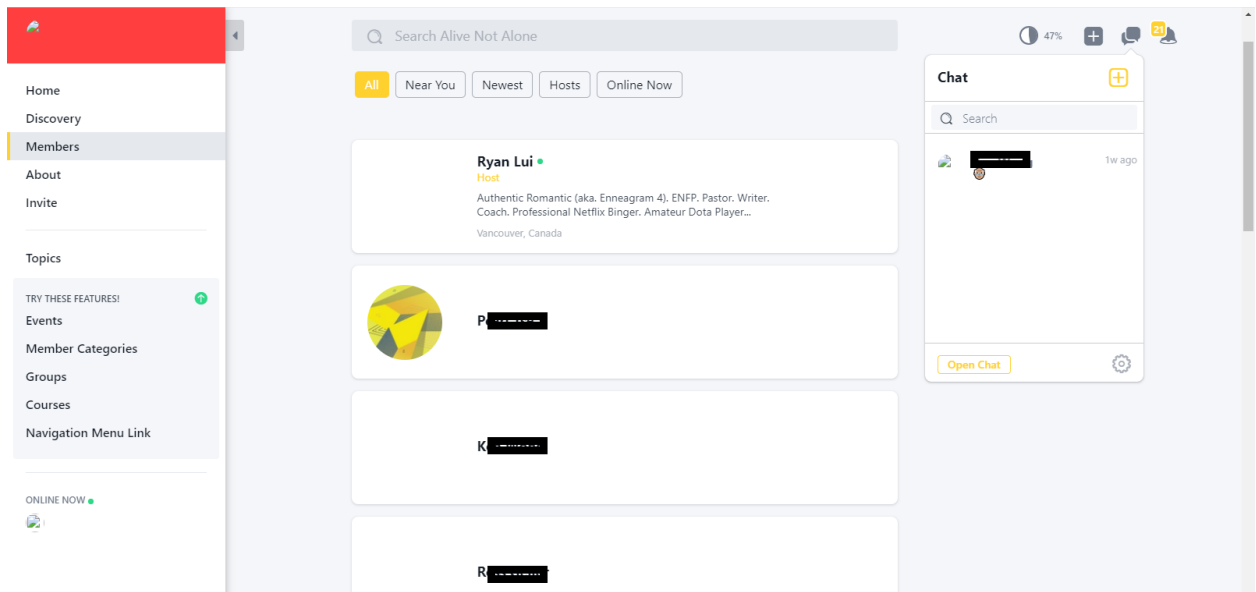 Search Alive Not Alone
47%
21
All
Near You
Newest
Hosts
Online Now
Home
Discovery
Members
About
Invite
Topics
TRY THESE FEATURES!
Events
Member Categories
Groups
Courses
Navigation Menu Link
ONLINE NOW
Ryan Lui
Host
Authentic Romantic (aka. Enneagram 4). ENFP. Pastor. Writer.
Coach. Professional Netflix Binger. Amateur Dota Player...
Vancouver, Canada
Chat
Search
1w ago
Open Chat